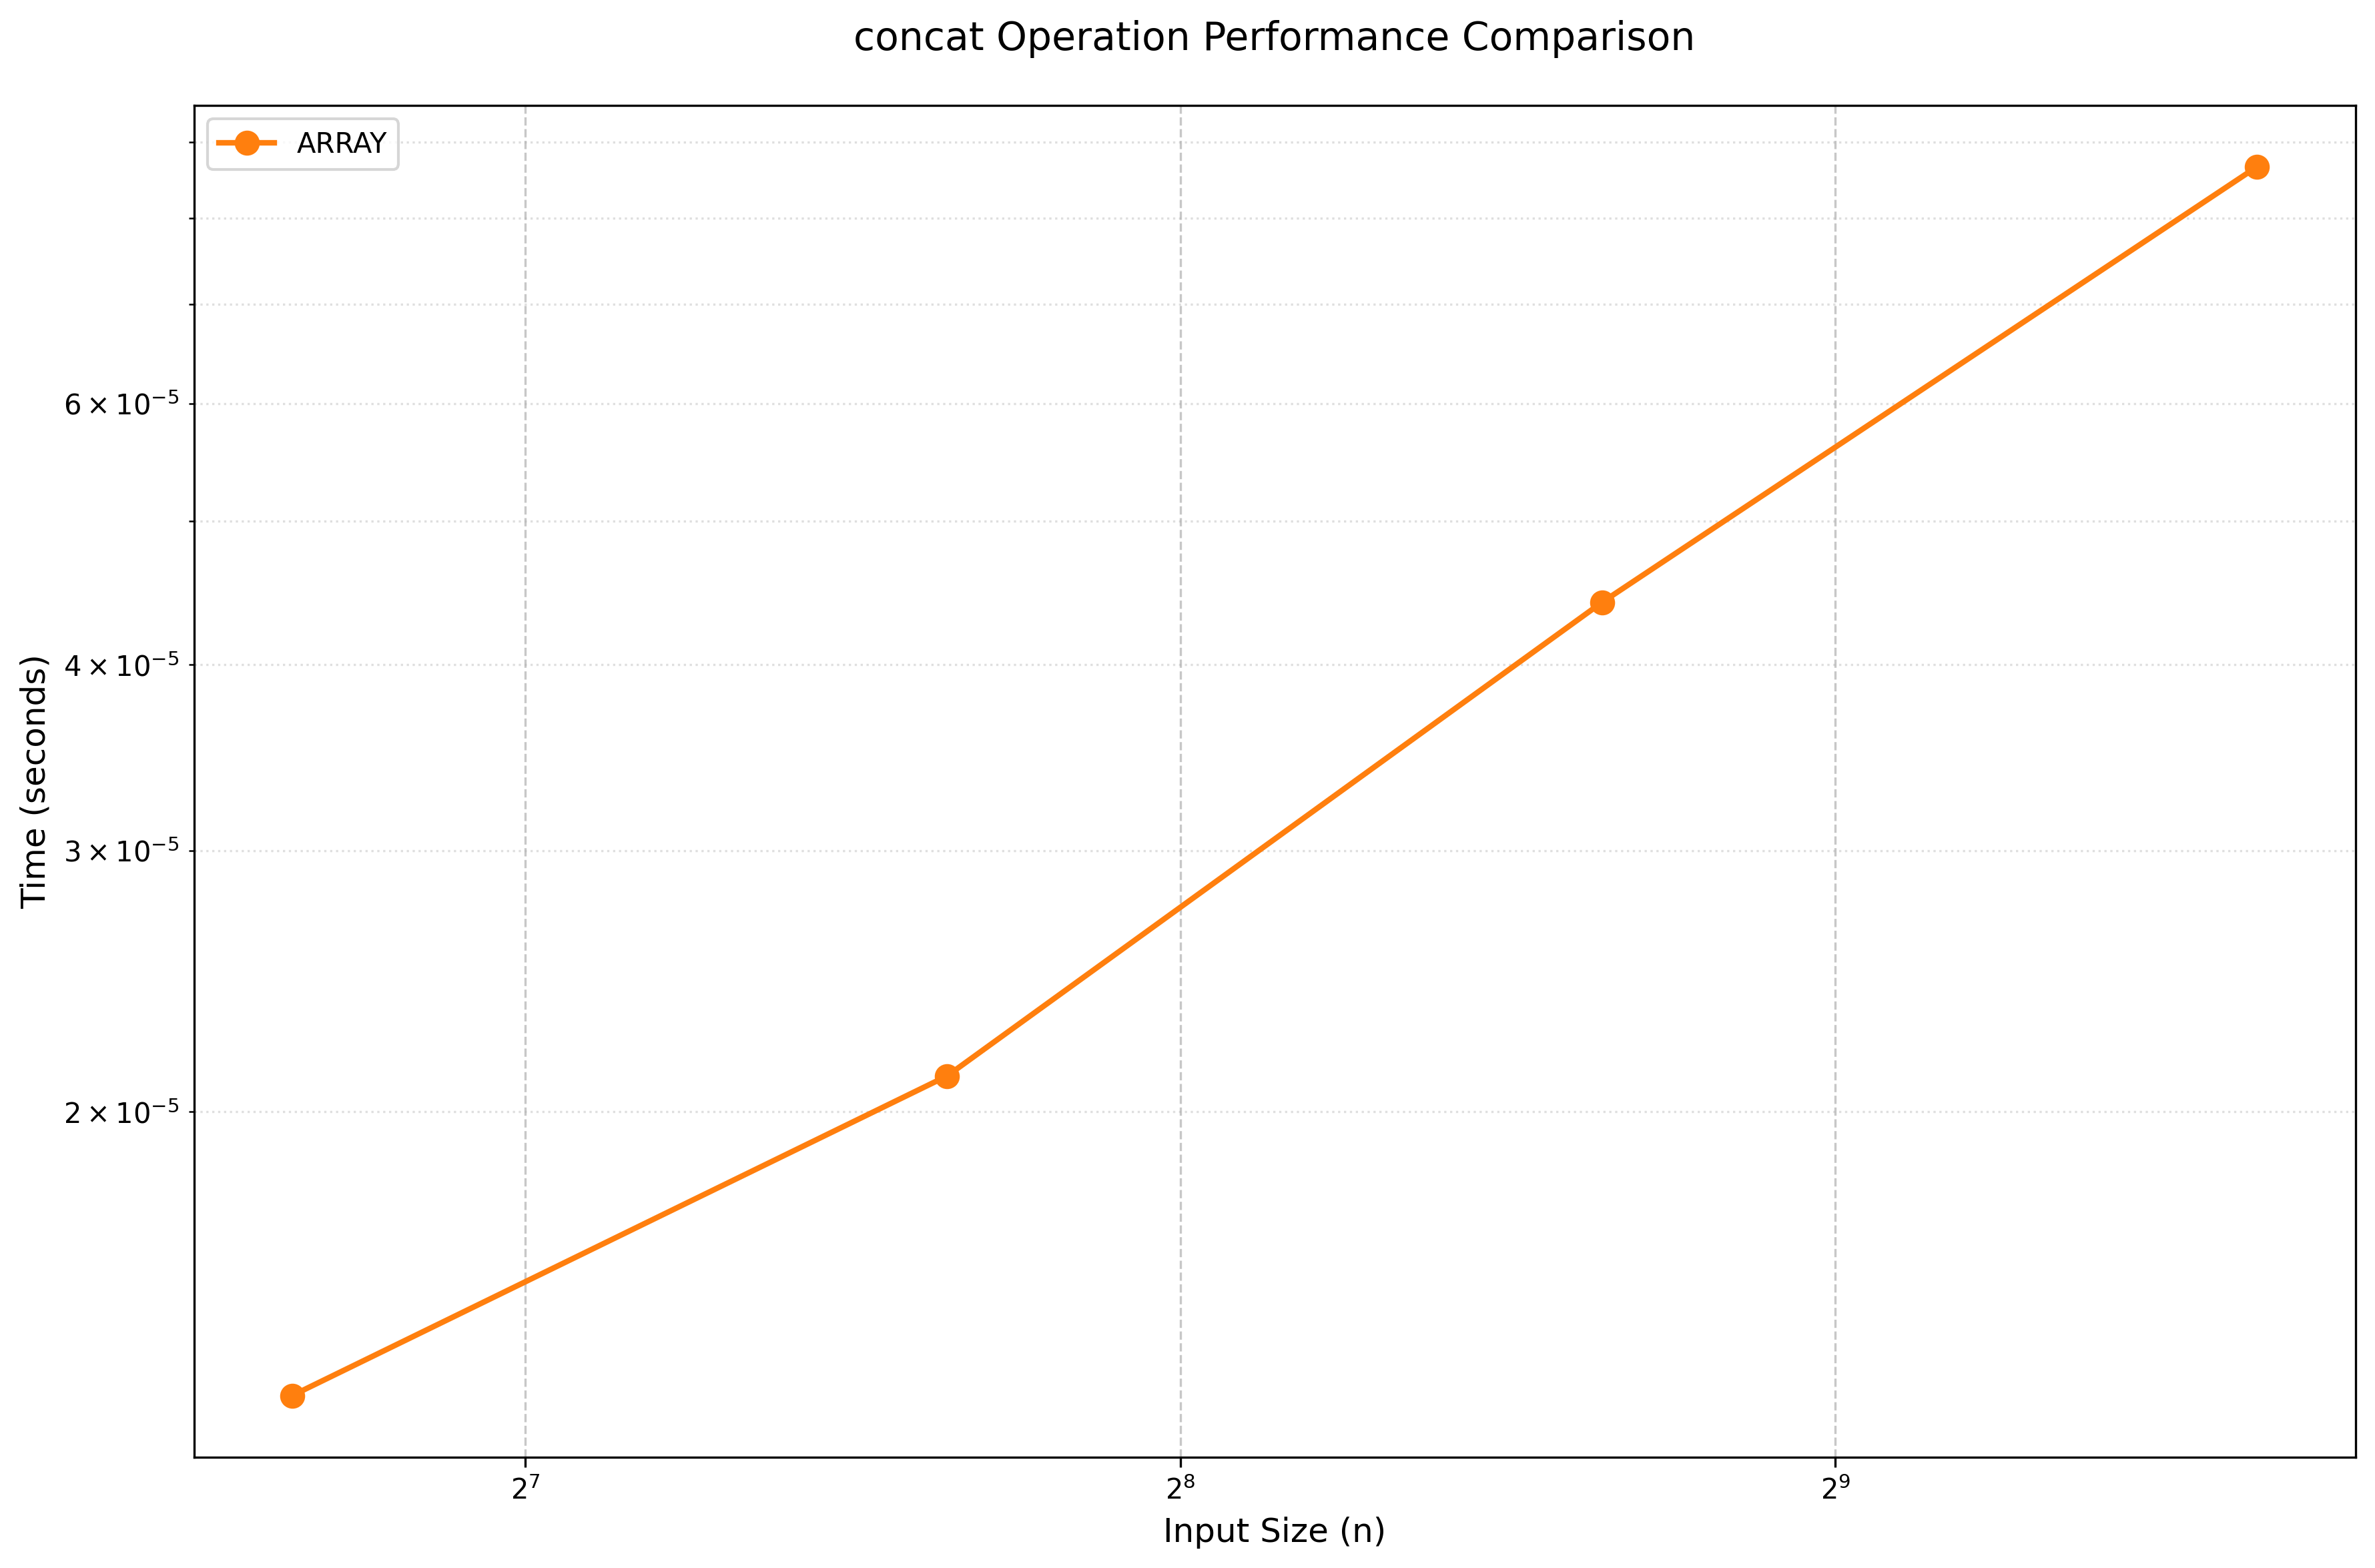 concat Operation Performance Comparison
ARRAY
6 × 10⁻⁵
4 × 10⁻⁵
3 × 10⁻⁵
2 × 10⁻⁵
Time (seconds)
2⁷ 2⁸ 2⁹
Input Size (n)